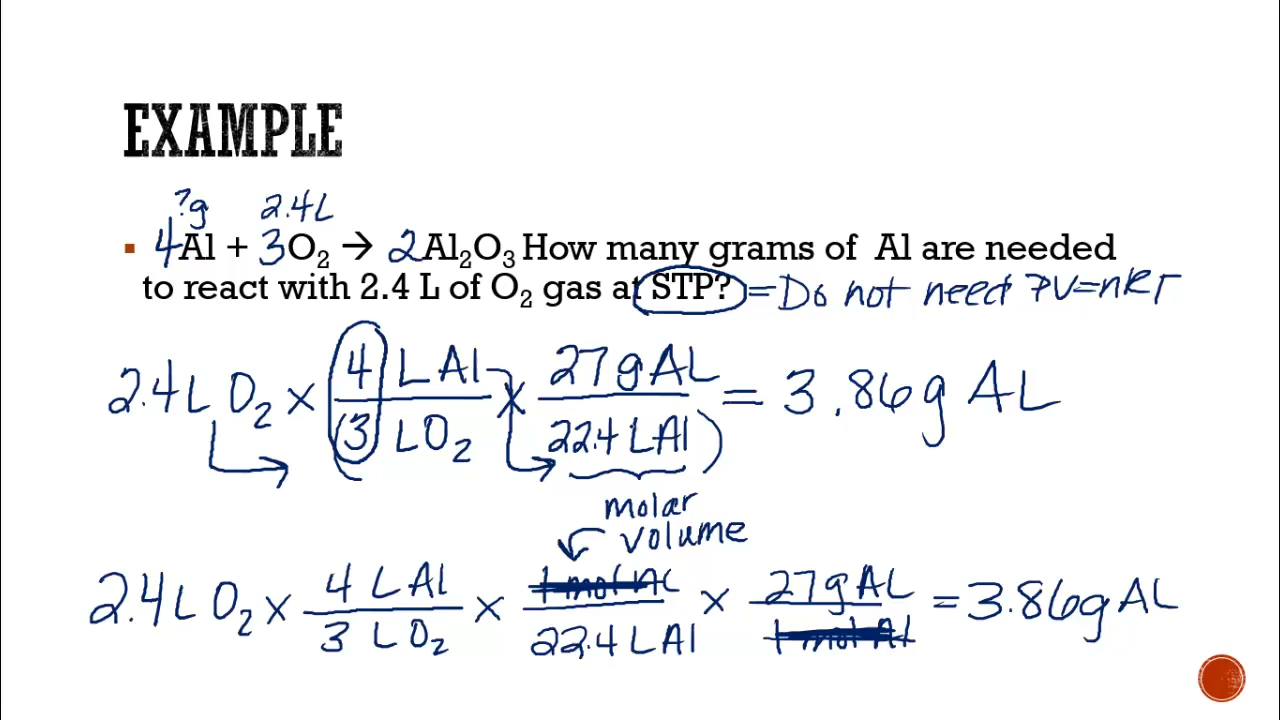 EXAMPLE
?g 2.4L
4Al + 3O₂ → 2Al₂O₃ How many grams of Al are needed
to react with 2.4 L of O₂ gas at STP? = Do not need PV=nRT
2.4L O₂ × (4 L Al / 3 L O₂) × (27g AL / 22.4 L Al) = 3.86g AL
molar
volume
2.4L O₂ × 4 L Al / 3 L O₂ × 1 mol AL / 22.4 L Al × 27g AL / 1 mol Al = 3.86g AL